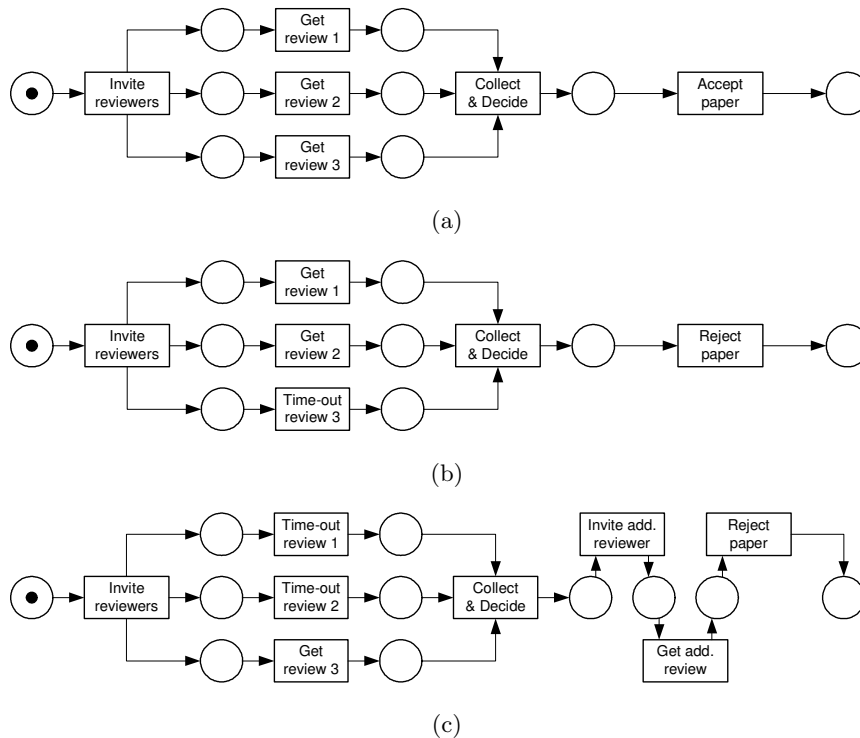 Get
review 1
Invite
reviewers
Get
review 2
Collect
& Decide
Accept
paper
Get
review 3
(a)
Get
review 1
Invite
reviewers
Get
review 2
Collect
& Decide
Reject
paper
Time-out
review 3
(b)
Time-out
review 1
Invite add.
reviewer
Reject
paper
Invite
reviewers
Time-out
review 2
Collect
& Decide
Get
review 3
Get add.
review
(c)